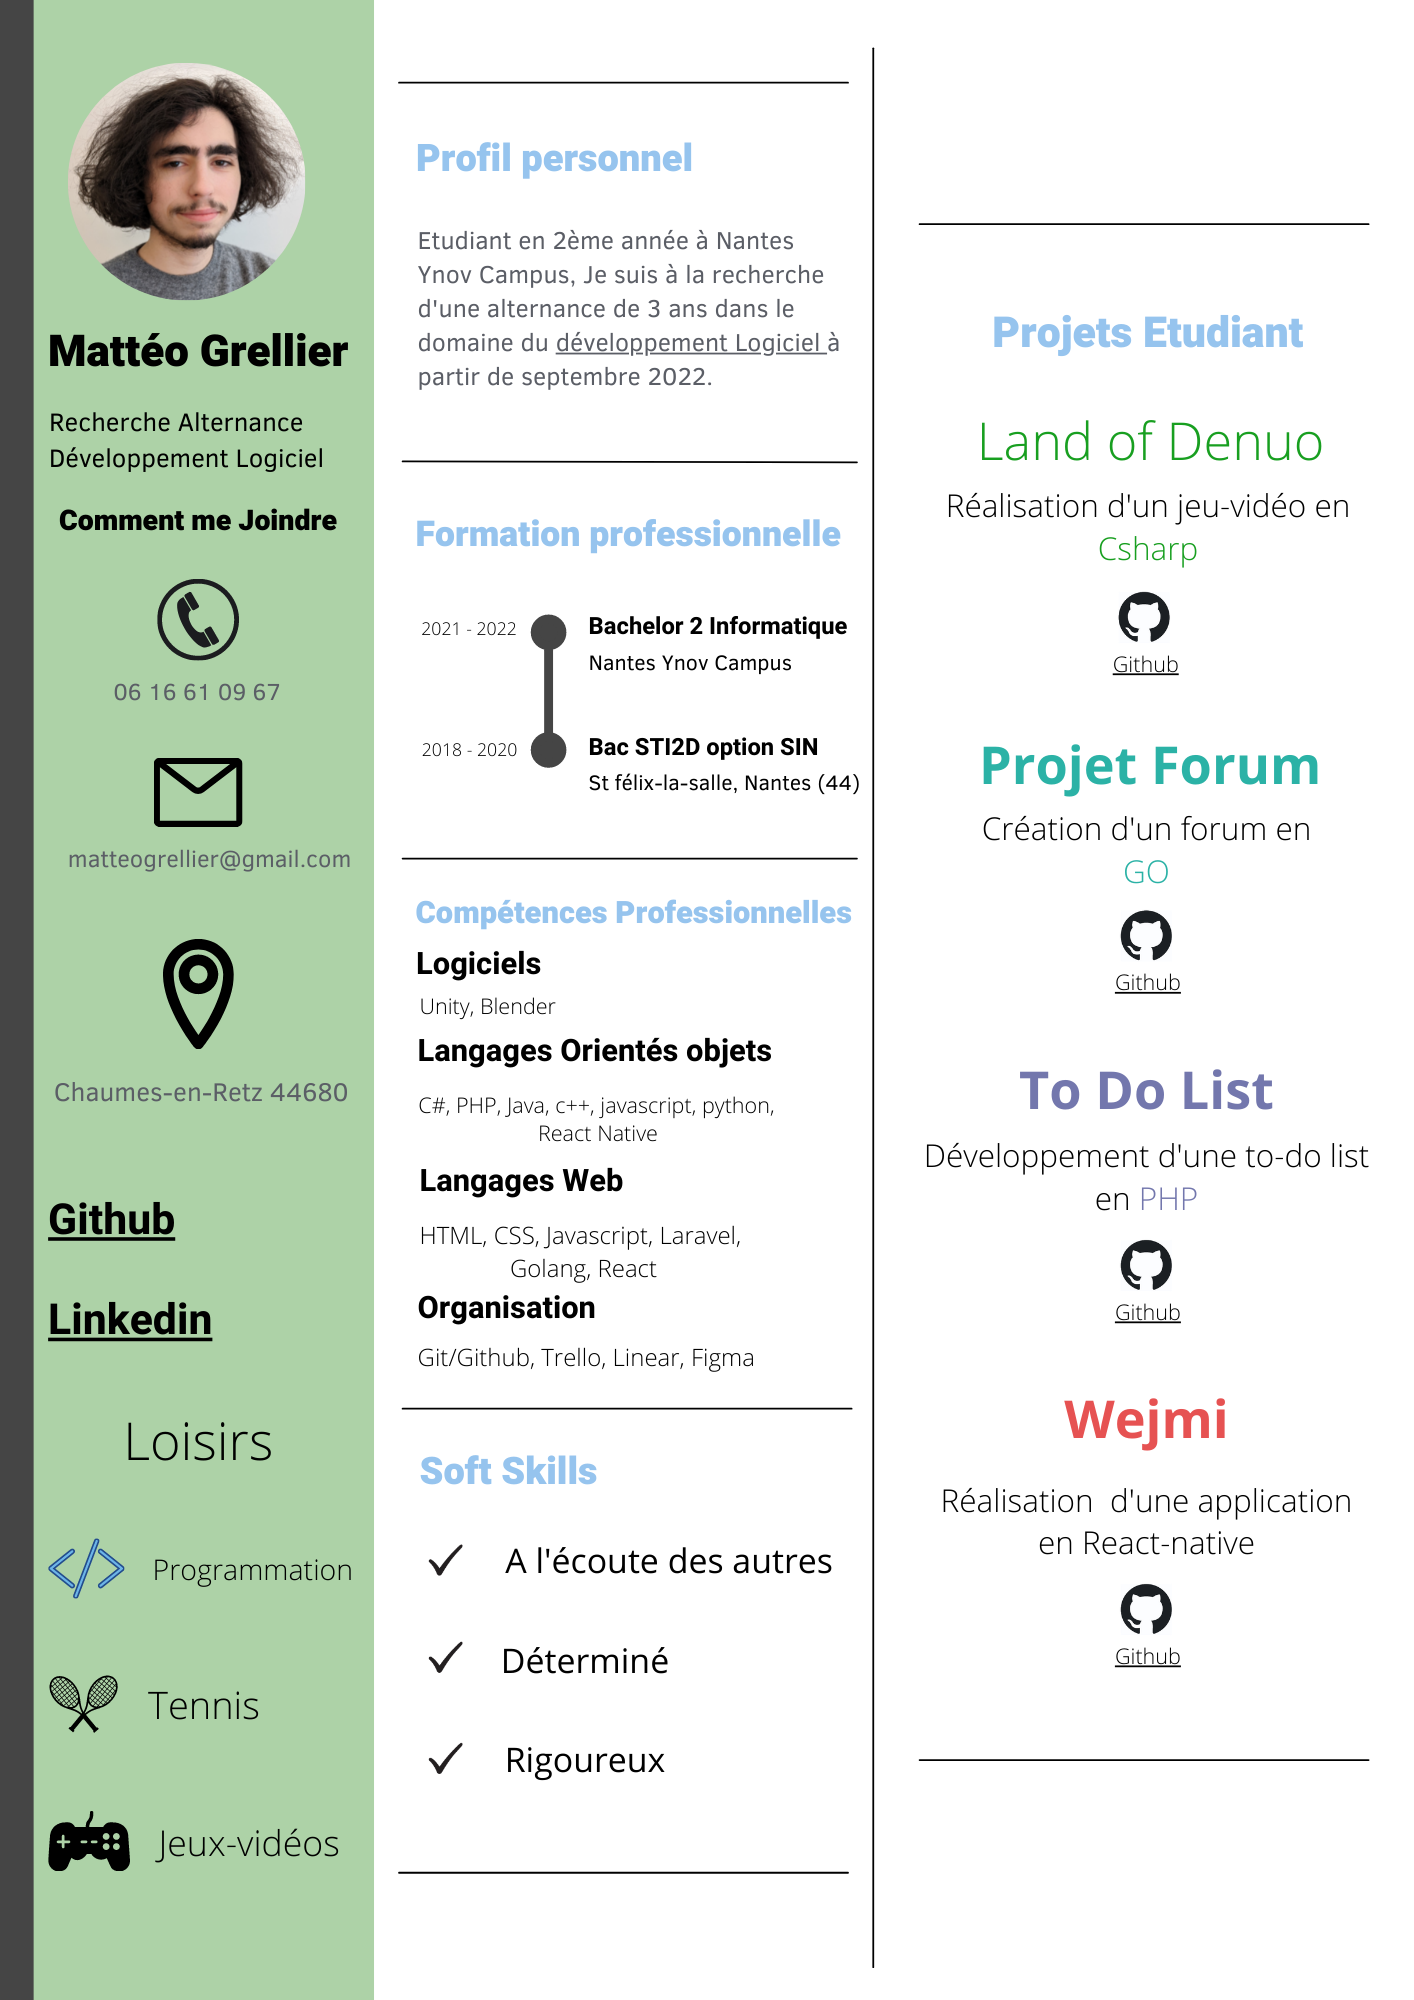 Mattéo Grellier
Recherche Alternance
Développement Logiciel
Comment me Joindre
06 16 61 09 67
matteogrellier@gmail.com
Chaumes-en-Retz 44680
Github
Linkedin
Loisirs
Programmation
Tennis
Jeux-vidéos
Profil personnel
Etudiant en 2ème année à Nantes
Ynov Campus, Je suis à la recherche
d'une alternance de 3 ans dans le
domaine du développement Logiciel à
partir de septembre 2022.
Formation professionnelle
2021 - 2022
Bachelor 2 Informatique
Nantes Ynov Campus
2018 - 2020
Bac STI2D option SIN
St félix-la-salle, Nantes (44)
Compétences Professionnelles
Logiciels
Unity, Blender
Langages Orientés objets
C#, PHP, Java, c++, javascript, python,
React Native
Langages Web
HTML, CSS, Javascript, Laravel,
Golang, React
Organisation
Git/Github, Trello, Linear, Figma
Soft Skills
A l'écoute des autres
Déterminé
Rigoureux
Projets Etudiant
Land of Denuo
Réalisation d'un jeu-vidéo en
Csharp
Github
Projet Forum
Création d'un forum en
GO
Github
To Do List
Développement d'une to-do list
en PHP
Github
Wejmi
Réalisation  d'une application
en React-native
Github